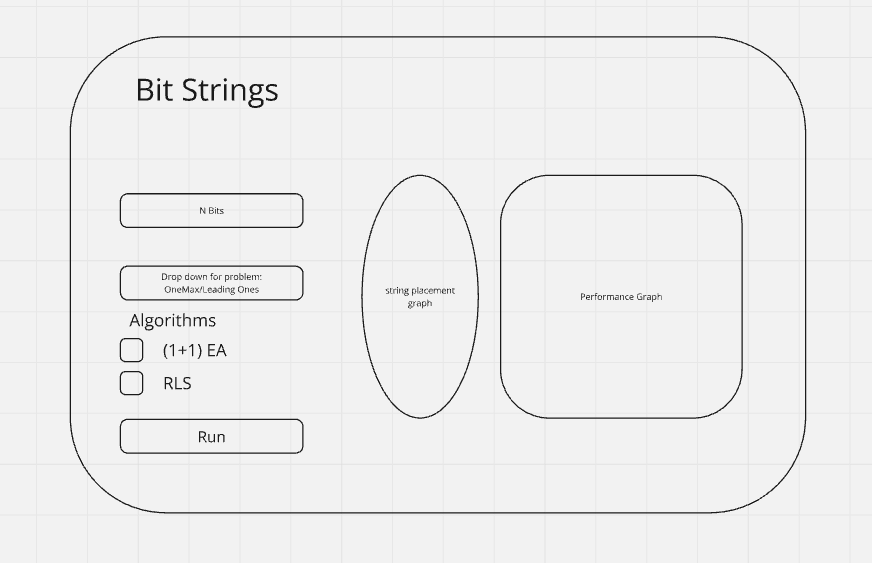 Bit Strings
N Bits
Drop down for problem:
OneMax/Leading Ones
Algorithms
(1+1) EA
RLS
Run
string placement
graph
Performance Graph